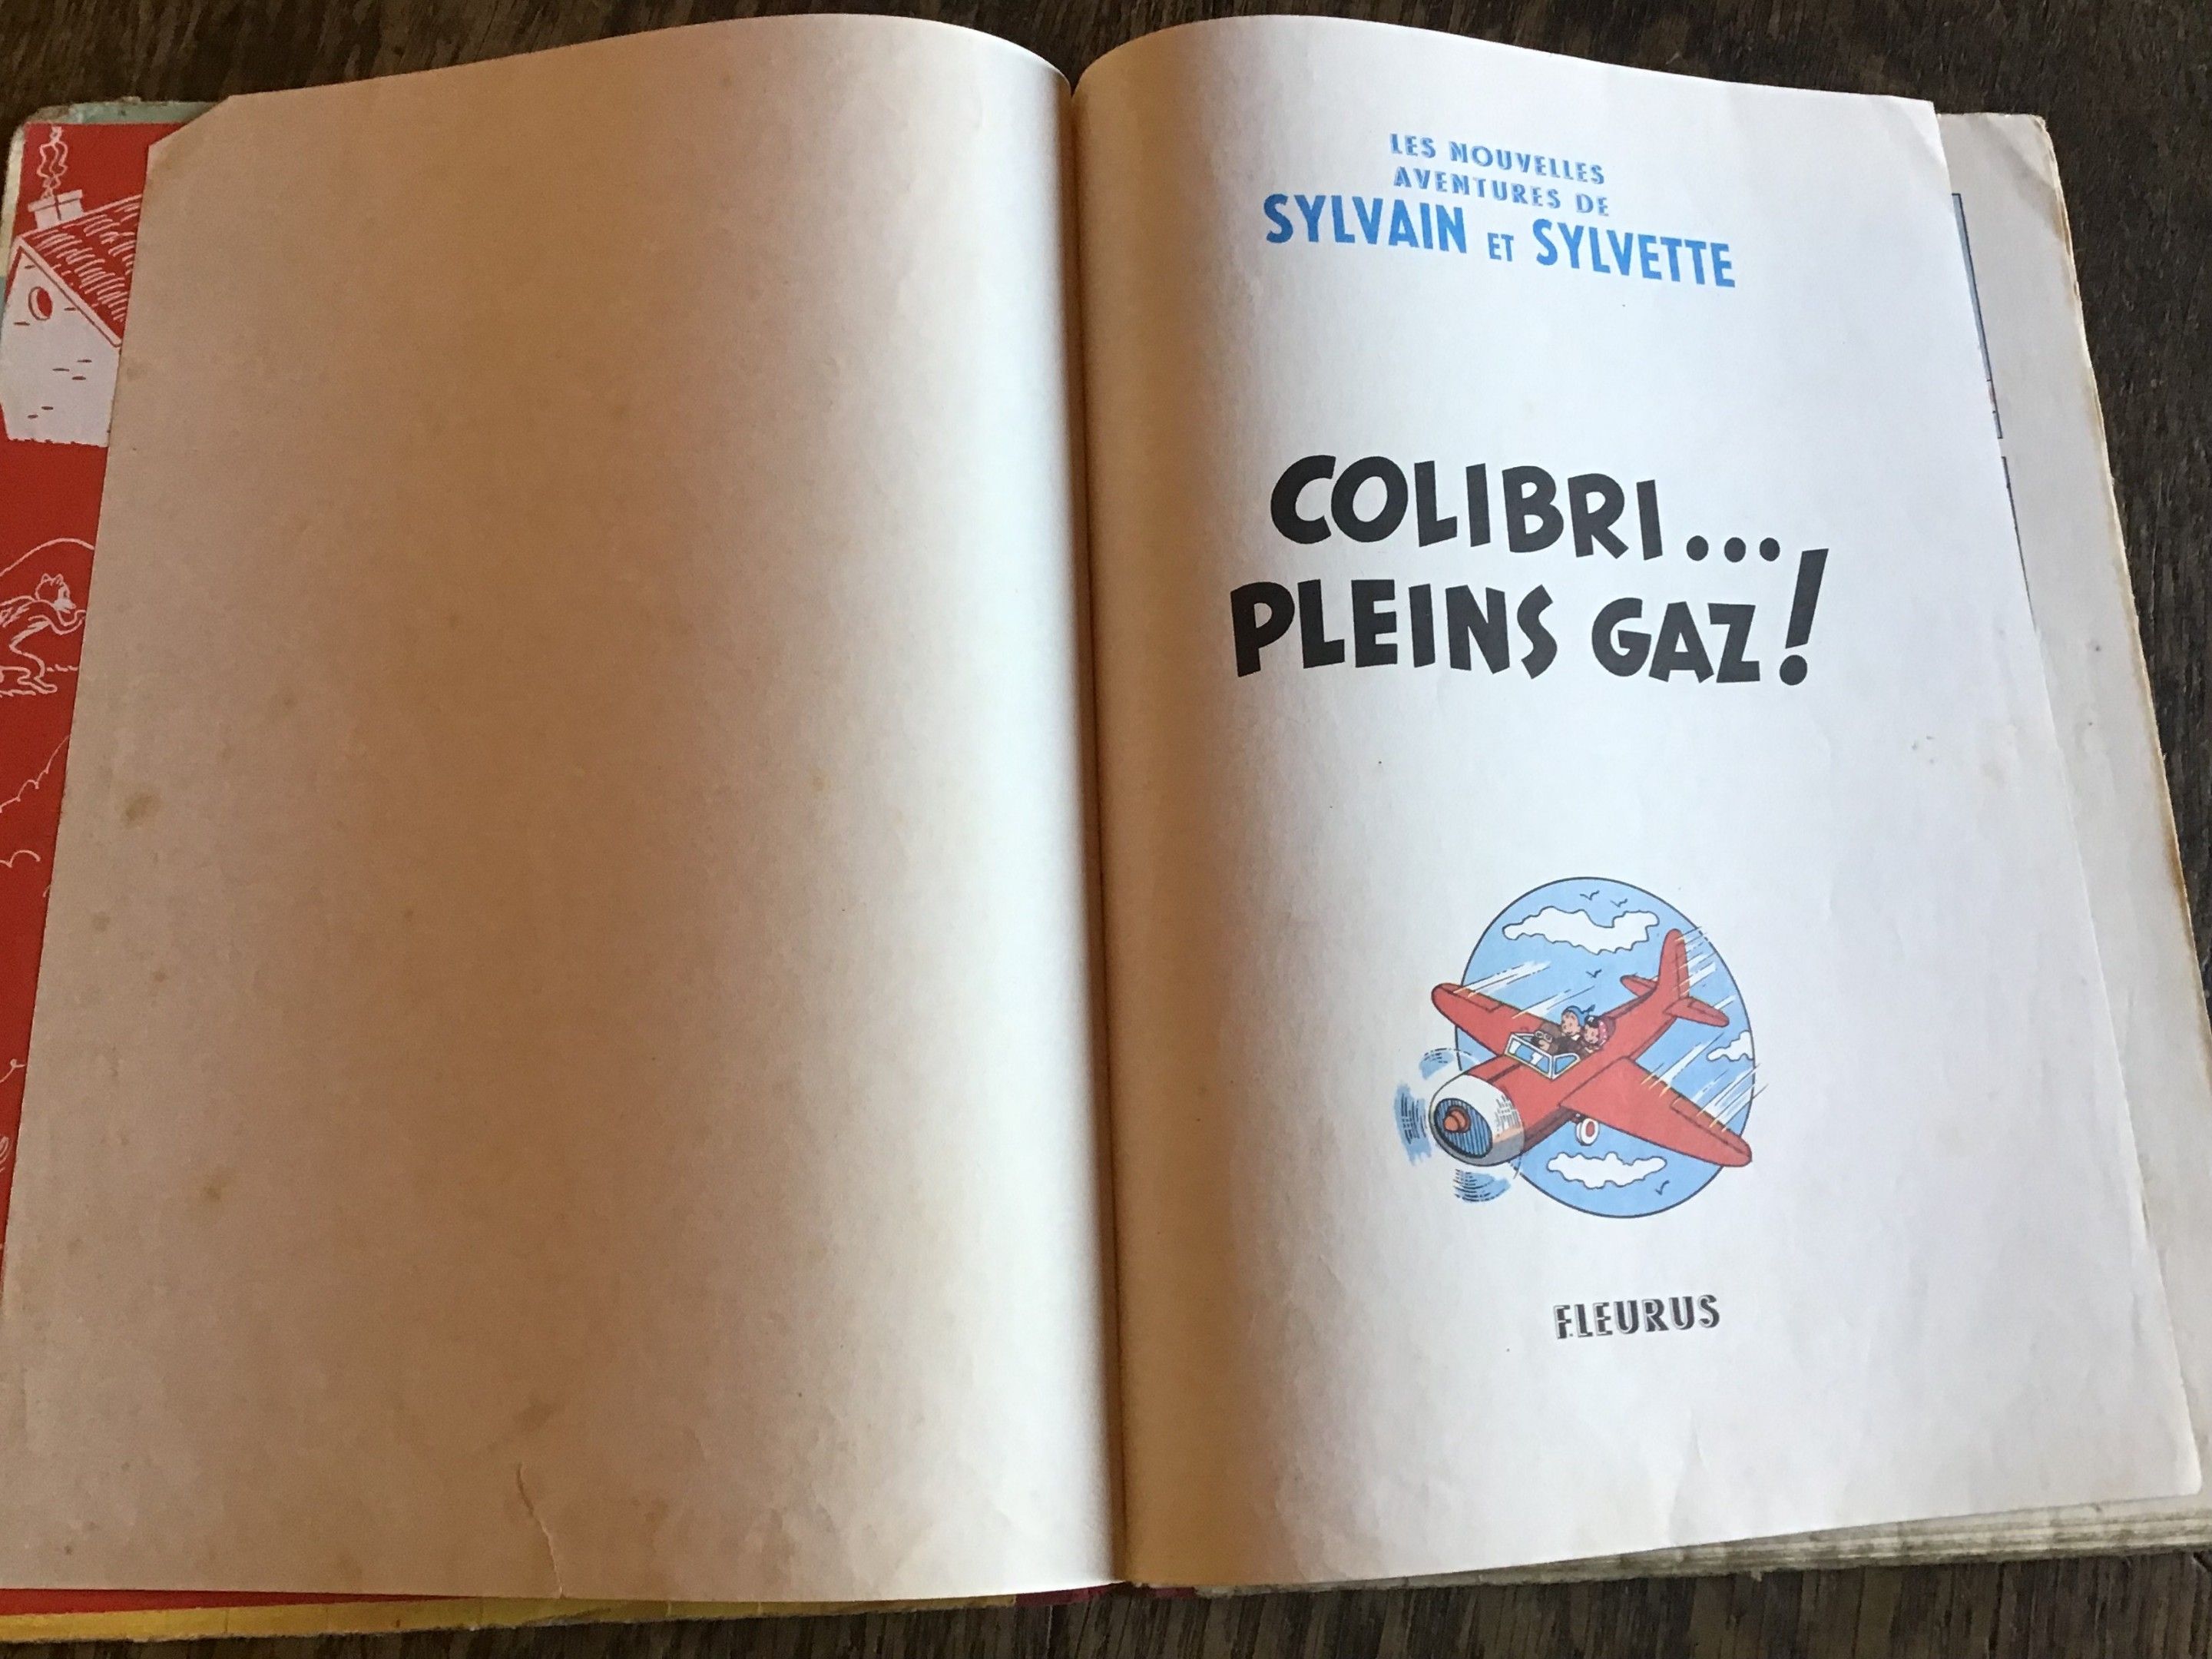 LES NOUVELLES
AVENTURES DE
SYLVAIN ET SYLVETTE
COLIBRI...
PLEINS GAZ!
FLEURUS